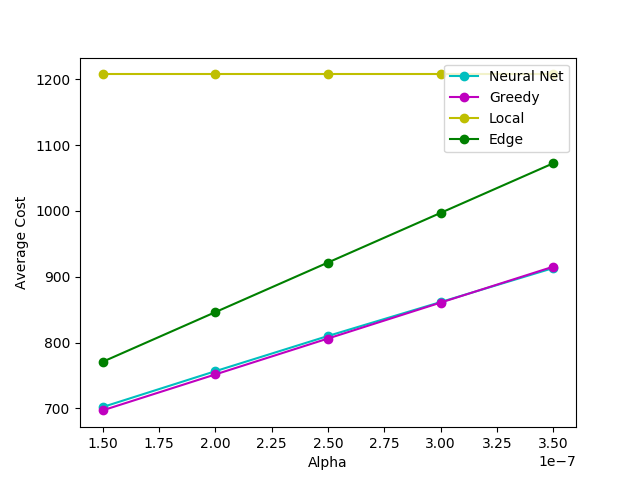 Neural Net
Greedy
Local
Edge
1200
1100
1000
900
800
700
Average Cost
1.50 1.75 2.00 2.25 2.50 2.75 3.00 3.25 3.50
1e−7
Alpha